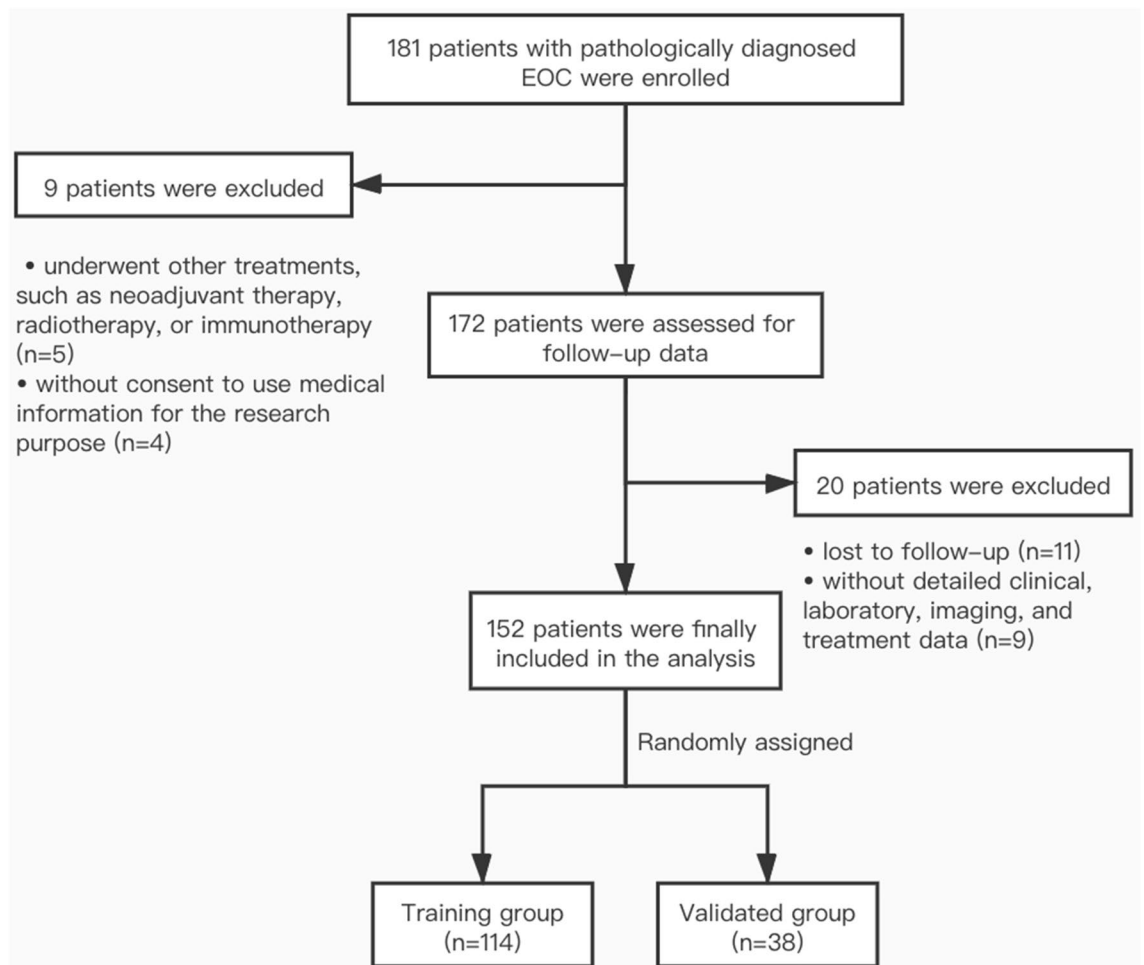 181 patients with pathologically diagnosed
EOC were enrolled
9 patients were excluded
• underwent other treatments,
such as neoadjuvant therapy,
radiotherapy, or immunotherapy
(n=5)
• without consent to use medical
information for the research
purpose (n=4)
172 patients were assessed for
follow–up data
20 patients were excluded
• lost to follow–up (n=11)
• without detailed clinical,
laboratory, imaging, and
treatment data (n=9)
152 patients were finally
included in the analysis
Randomly assigned
Training group
(n=114)
Validated group
(n=38)